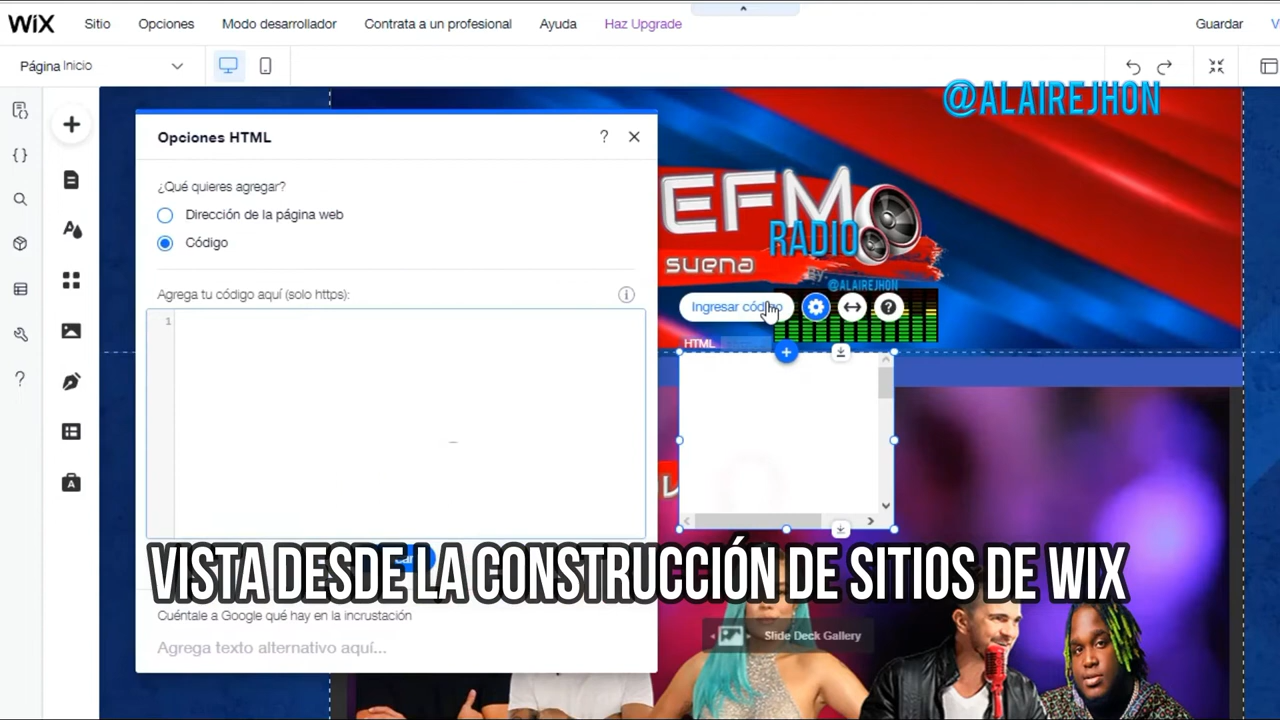 WiX
Sitio
Opciones
Modo desarrollador
Contrata a un profesional
Ayuda
Haz Upgrade
Guardar
Página Inicio
@ALAIREJHON
Opciones HTML
?
¿Qué quieres agregar?
Dirección de la página web
Código
Agrega tu código aquí (solo https):
1
EFM
RADIO
suena
BY:
@ALAIREJHON
Ingresar código
?
HTML
VISTA DESDE LA CONSTRUCCIÓN DE SITIOS DE WIX
Cuéntale a Google qué hay en la incrustación
Agrega texto alternativo aquí...
Slide Deck Gallery